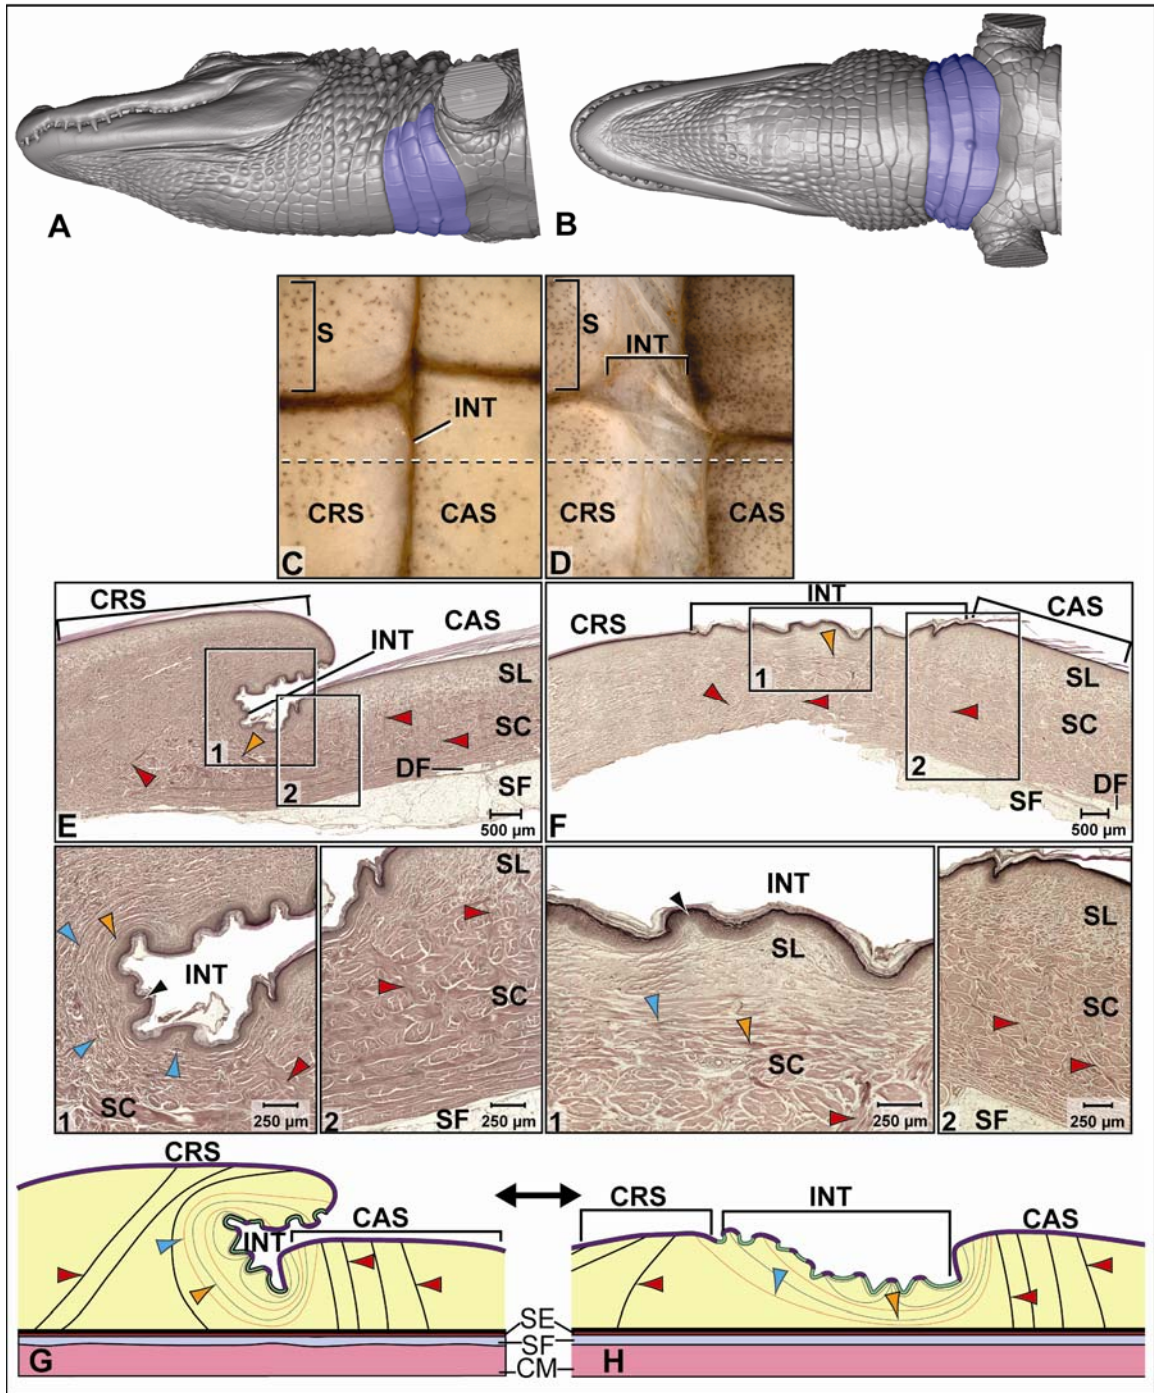 A
B
S
INT
CRS
CAS
C
S
INT
CRS
CAS
D
CRS
INT
CAS
SL
SC
DF
SF
1
2
E
500 µm
CRS
INT
CAS
1
2
SL
SC
DF
SF
F
500 µm
INT
SC
1
250 µm
SL
SC
SF
2
250 µm
INT
SL
SC
1
250 µm
SL
SC
SF
2
250 µm
CRS
INT
CAS
G
SE
SF
CM
CRS
INT
CAS
H